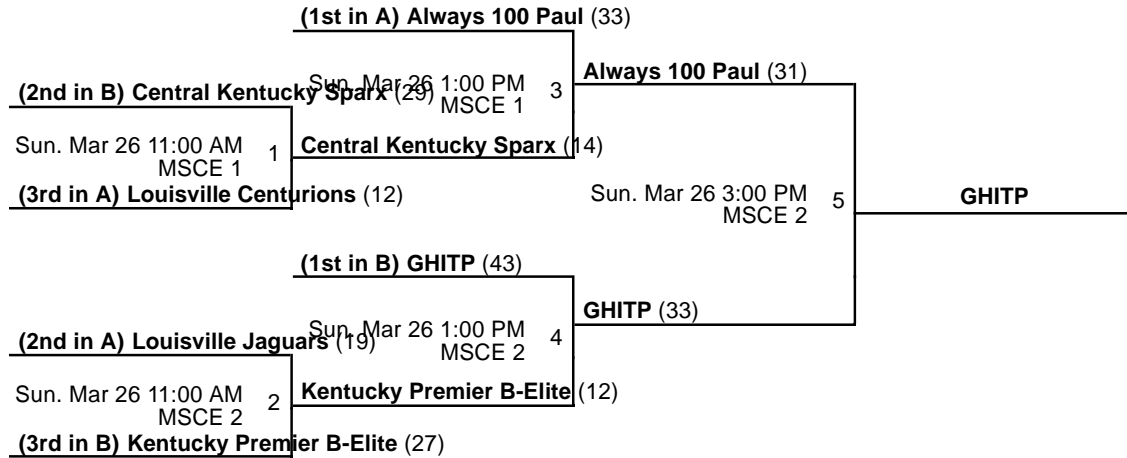 (1st in A) Always 100 Paul (33)
Always 100 Paul (31)
Sun. Mar 26 1:00 PM
3
MSCE 1
(2nd in B) Central Kentucky Sparx (29)
Sun. Mar 26 11:00 AM
1
MSCE 1
Central Kentucky Sparx (14)
(3rd in A) Louisville Centurions (12)
Sun. Mar 26 3:00 PM
5
MSCE 2
GHITP
(1st in B) GHITP (43)
GHITP (33)
Sun. Mar 26 1:00 PM
4
MSCE 2
(2nd in A) Louisville Jaguars (19)
Sun. Mar 26 11:00 AM
2
MSCE 2
Kentucky Premier B-Elite (12)
(3rd in B) Kentucky Premier B-Elite (27)